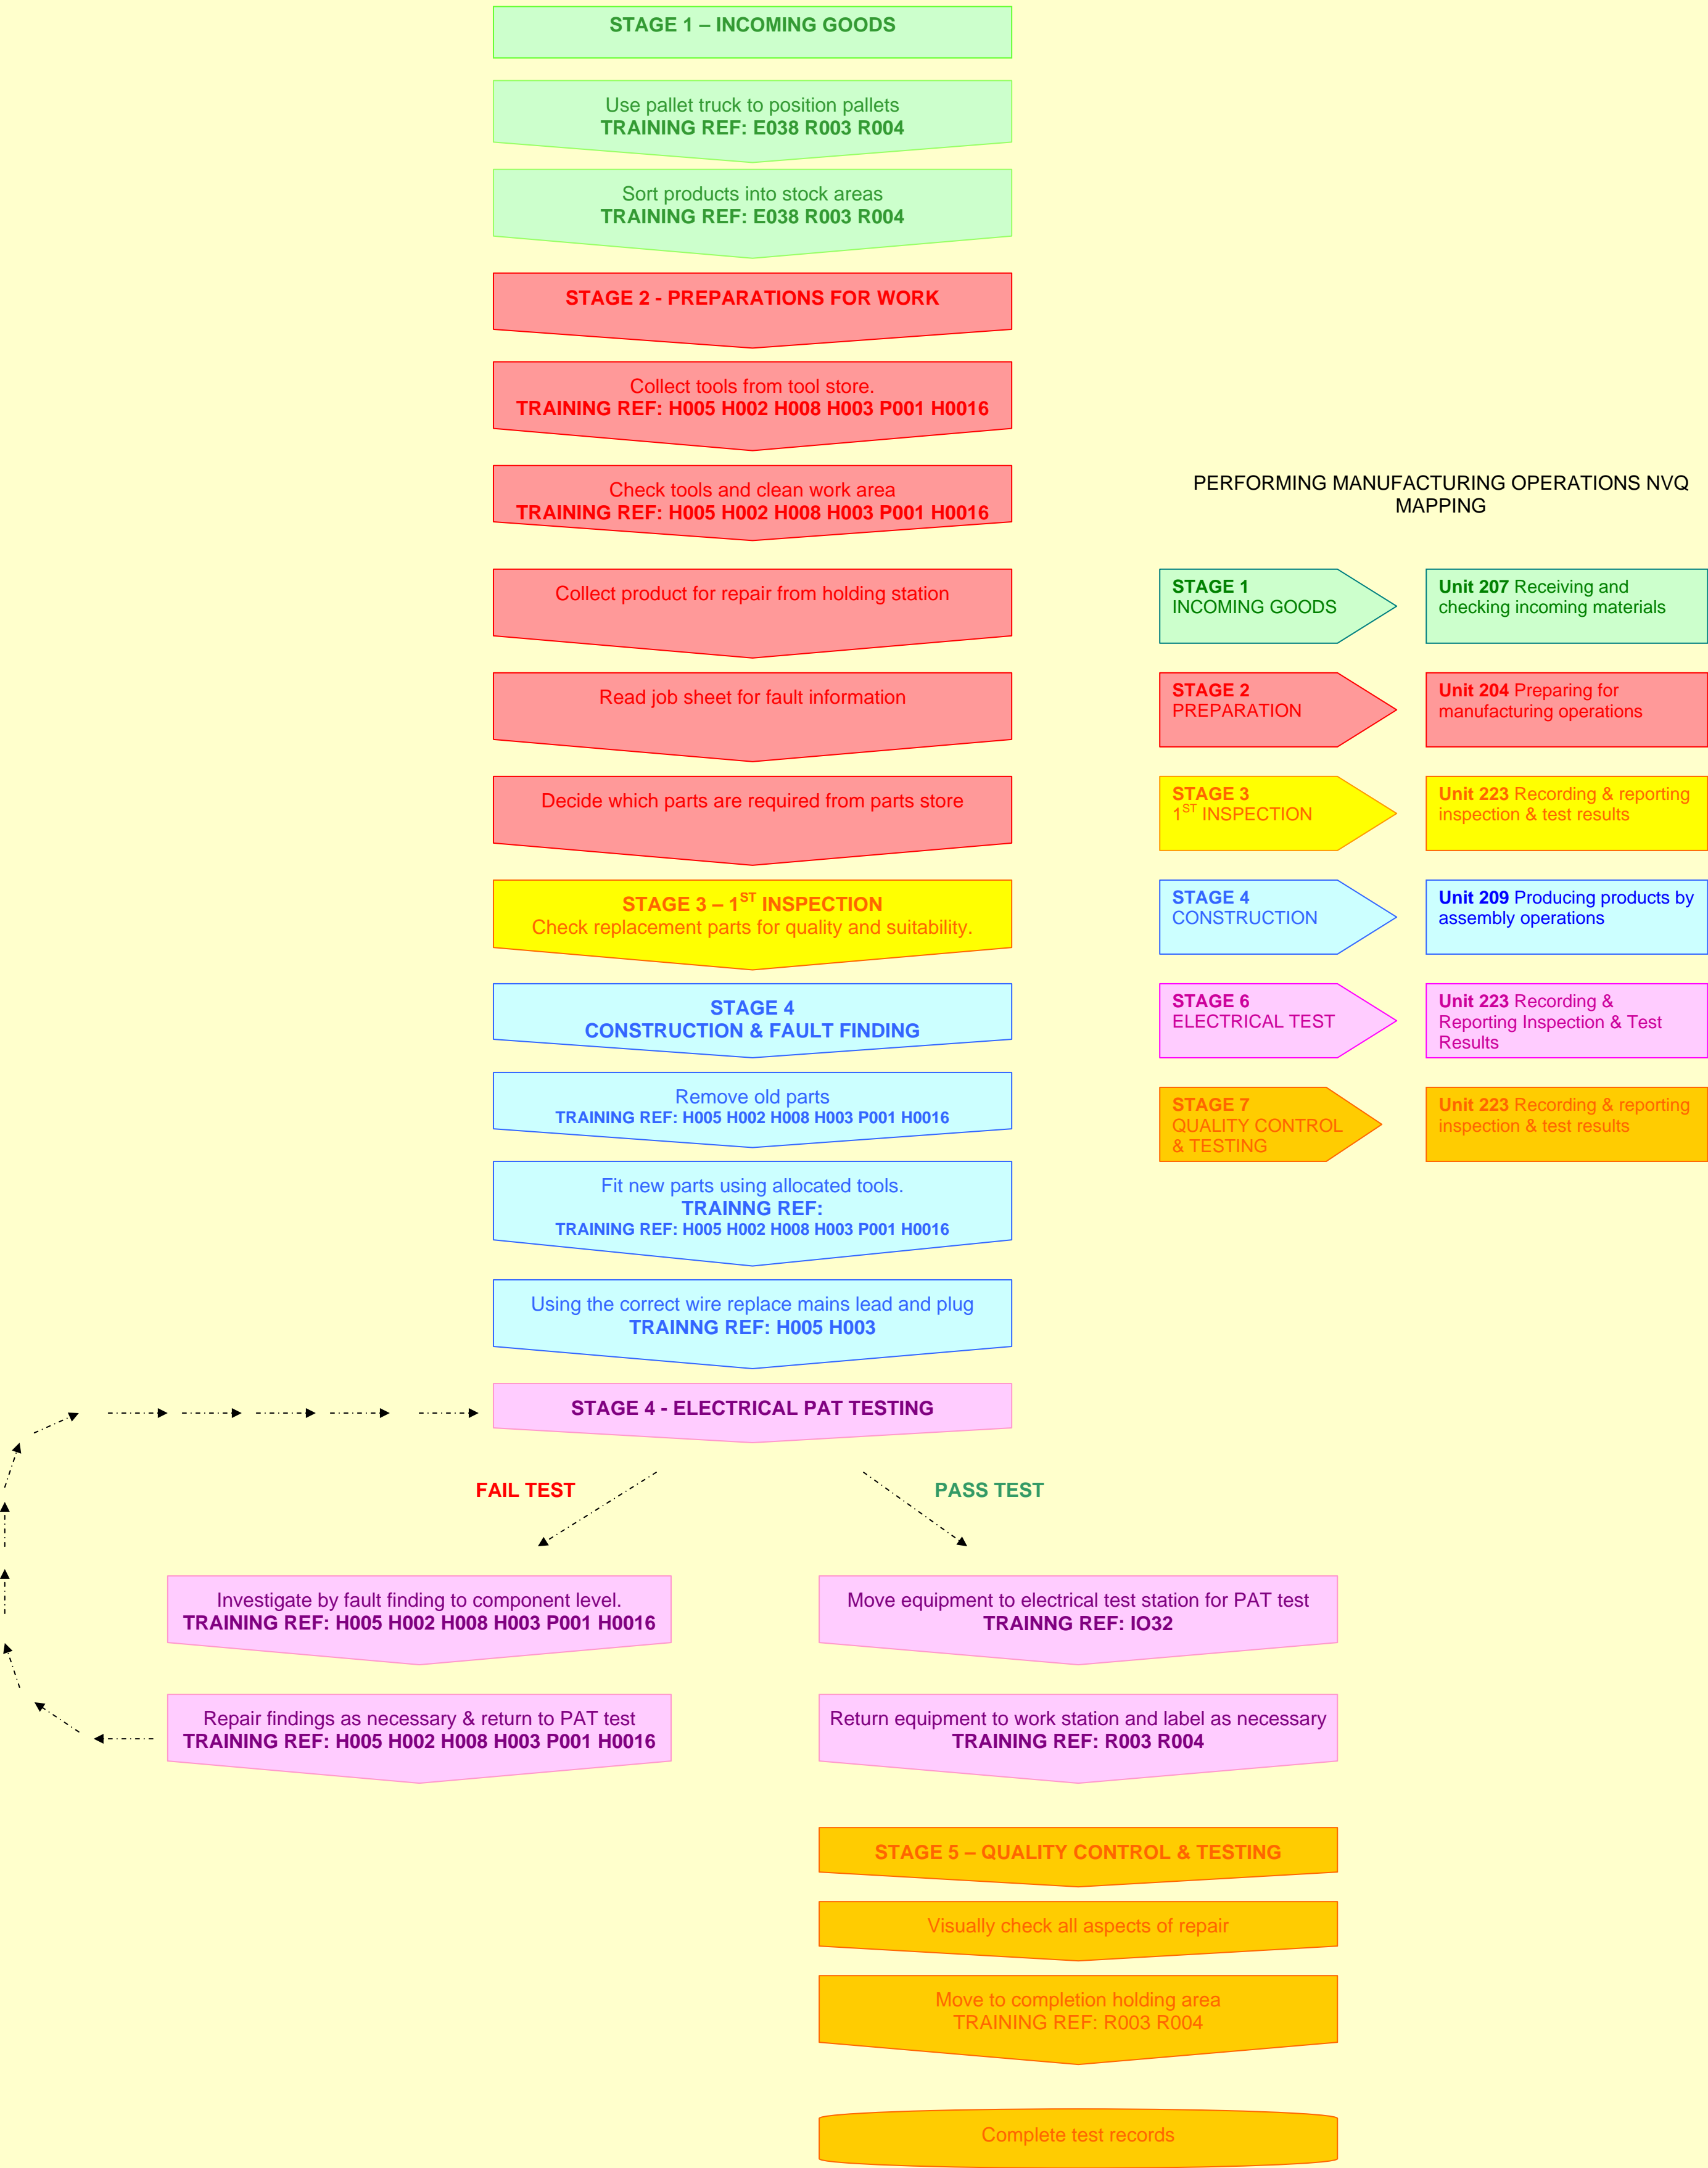 STAGE 1 – INCOMING GOODS
Use pallet truck to position pallets
TRAINING REF: E038 R003 R004
Sort products into stock areas
TRAINING REF: E038 R003 R004
STAGE 2 - PREPARATIONS FOR WORK
Collect tools from tool store.
TRAINING REF: H005 H002 H008 H003 P001 H0016
Check tools and clean work area
TRAINING REF: H005 H002 H008 H003 P001 H0016
Collect product for repair from holding station
Read job sheet for fault information
Decide which parts are required from parts store
STAGE 3 – 1ST INSPECTION
Check replacement parts for quality and suitability.
STAGE 4
CONSTRUCTION & FAULT FINDING
Remove old parts
TRAINING REF: H005 H002 H008 H003 P001 H0016
Fit new parts using allocated tools.
TRAINNG REF:
TRAINING REF: H005 H002 H008 H003 P001 H0016
Using the correct wire replace mains lead and plug
TRAINNG REF: H005 H003
STAGE 4 - ELECTRICAL PAT TESTING
FAIL TEST
PASS TEST
Investigate by fault finding to component level.
TRAINING REF: H005 H002 H008 H003 P001 H0016
Repair findings as necessary & return to PAT test
TRAINING REF: H005 H002 H008 H003 P001 H0016
Move equipment to electrical test station for PAT test
TRAINNG REF: IO32
Return equipment to work station and label as necessary
TRAINING REF: R003 R004
STAGE 5 – QUALITY CONTROL & TESTING
Visually check all aspects of repair
Move to completion holding area
TRAINING REF: R003 R004
Complete test records
PERFORMING MANUFACTURING OPERATIONS NVQ
MAPPING
STAGE 1
INCOMING GOODS
Unit 207 Receiving and
checking incoming materials
STAGE 2
PREPARATION
Unit 204 Preparing for
manufacturing operations
STAGE 3
1ST INSPECTION
Unit 223 Recording & reporting
inspection & test results
STAGE 4
CONSTRUCTION
Unit 209 Producing products by
assembly operations
STAGE 6
ELECTRICAL TEST
Unit 223 Recording &
Reporting Inspection & Test
Results
STAGE 7
QUALITY CONTROL
& TESTING
Unit 223 Recording & reporting
inspection & test results